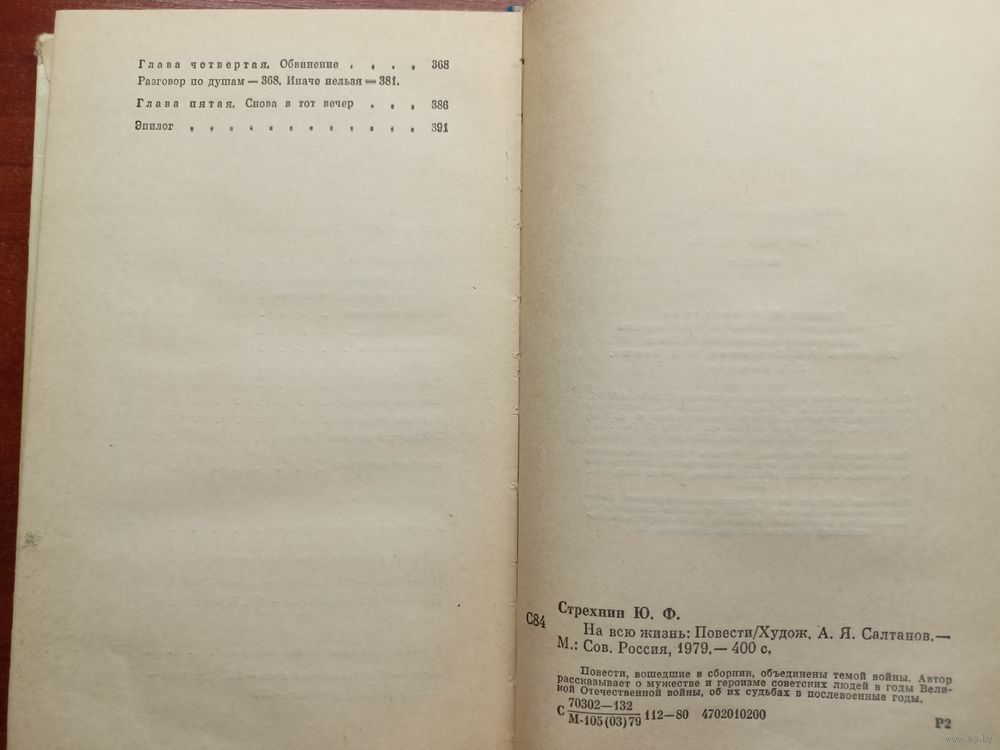 Глава четвертая. Обвинение . . . . 368
Разговор по душам — 368. Иначе нельзя — 381.
Глава пятая. Снова в тот вечер . . . 386
Эпилог . . . . . . . . . . . . 391
Стрехнин Ю. Ф.
С84
На всю жизнь: Повести/Худож. А. Я. Салтанов.—
М.: Сов. Россия, 1979.— 400 с.
Повести, вошедшие в сборник, объединены темой войны. Автор
рассказывает о мужестве и героизме советских людей в годы Вели-
кой Отечественной войны, об их судьбах в послевоенные годы.
С 70302—132
М-105(03)79 112—80 4702010200
Р2
www.ay.by